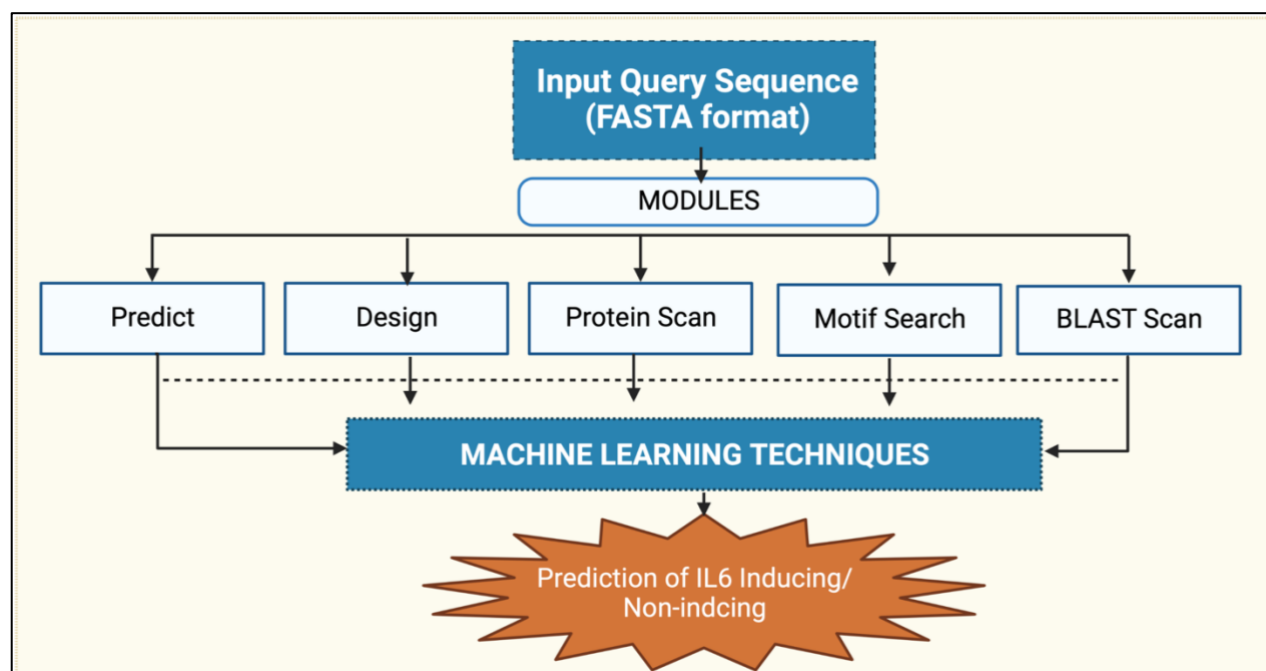 Input Query Sequence
(FASTA format)
MODULES
Predict
Design
Protein Scan
Motif Search
BLAST Scan
MACHINE LEARNING TECHNIQUES
Prediction of IL6 Inducing/
Non-indcing